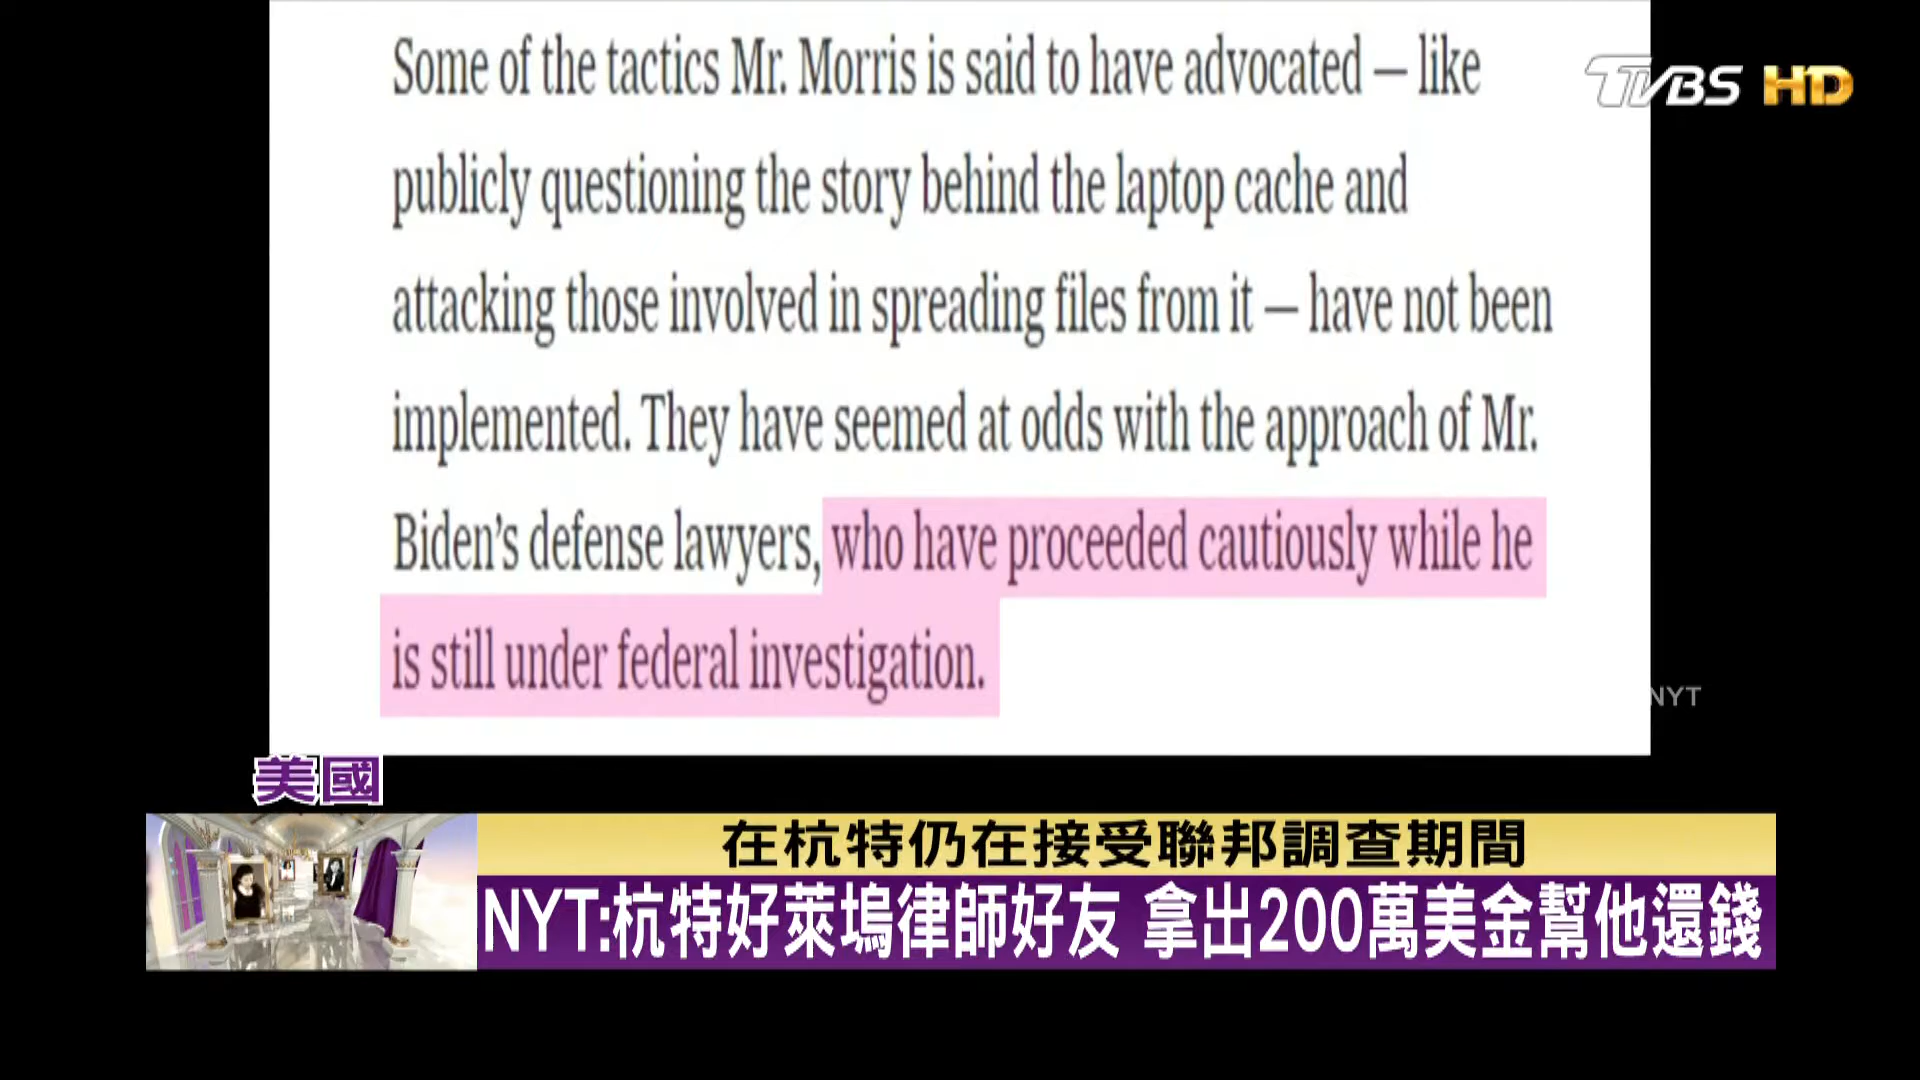 Some of the tactics Mr. Morris is said to have advocated — like
publicly questioning the story behind the laptop cache and
attacking those involved in spreading files from it — have not been
implemented. They have seemed at odds with the approach of Mr.
Biden’s defense lawyers, who have proceeded cautiously while he
is still under federal investigation.
TVBS HD
NYT
美國
在杭特仍在接受聯邦調查期間
NYT:杭特好萊塢律師好友 拿出200萬美金幫他還錢